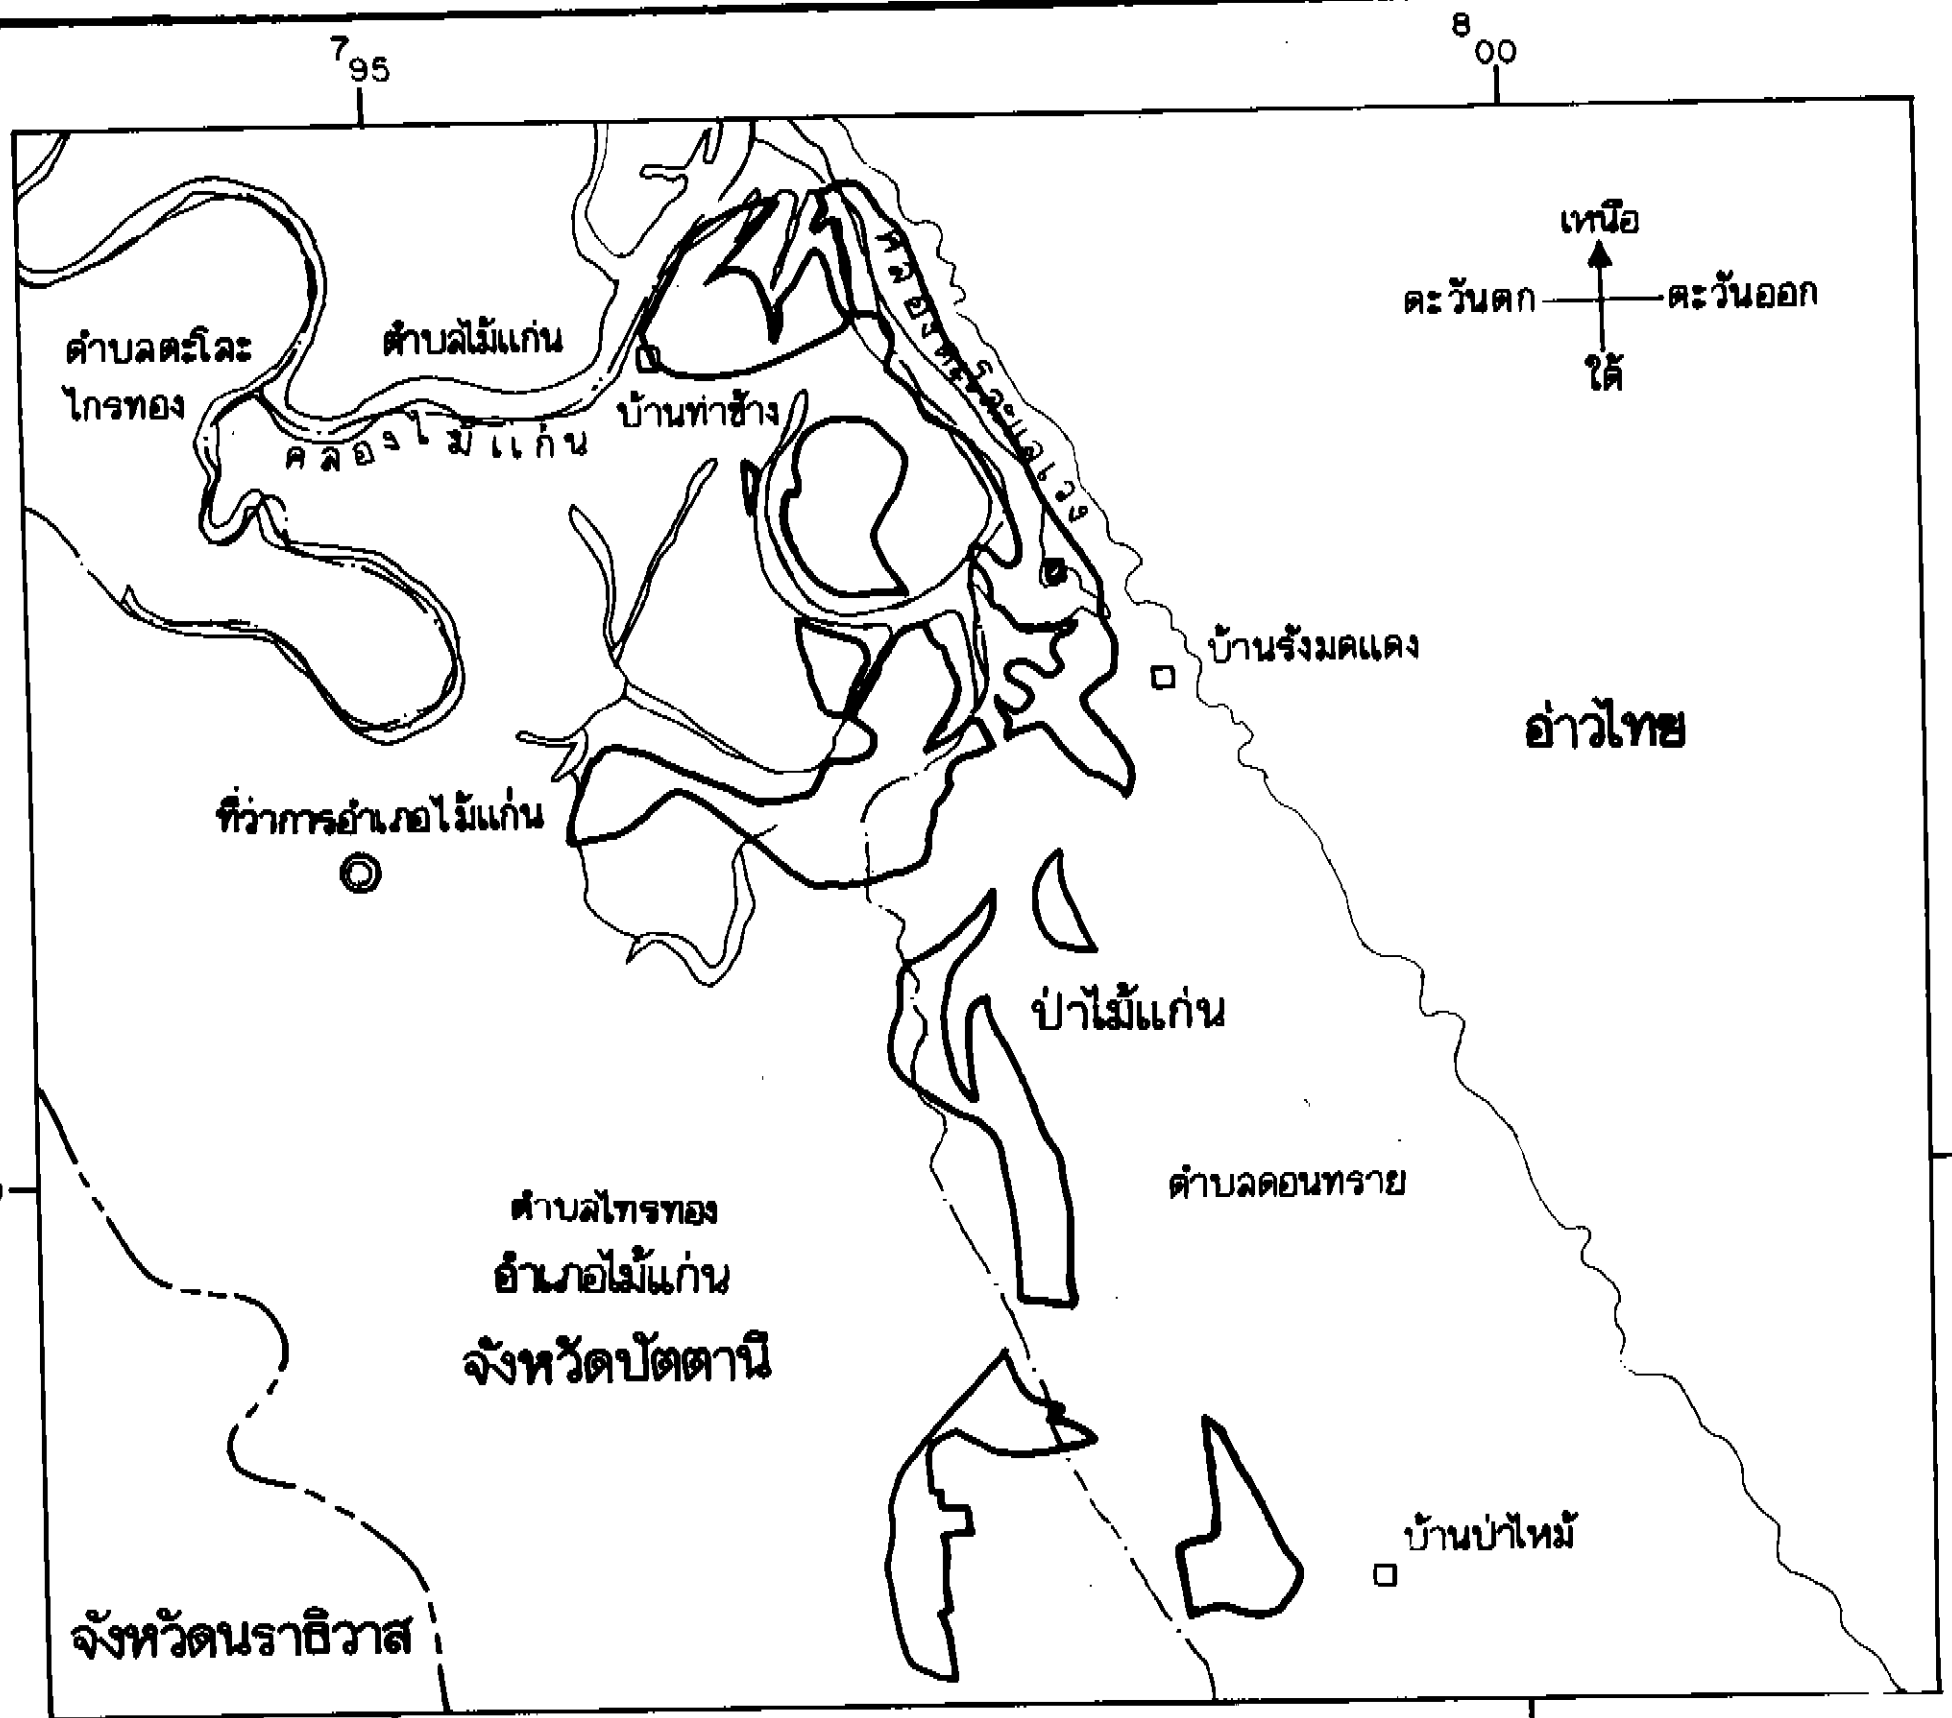 795
800
เหนือ
ตะวันตก
ตะวันออก
ใต้
ตำบลตะโละ
ไกรทอง
ตำบลไม้แก่น
บ้านท่าช้าง
คลองไม้แก่น
บ้านรังมดแดง
อ่าวไทย
ที่ว่าการอำเภอไม้แก่น
ป่าไม้แก่น
ตำบลดอนทราย
ตำบลไทรทอง
อำเภอไม้แก่น
จังหวัดปัตตานี
บ้านป่าไหม้
จังหวัดนราธิวาส